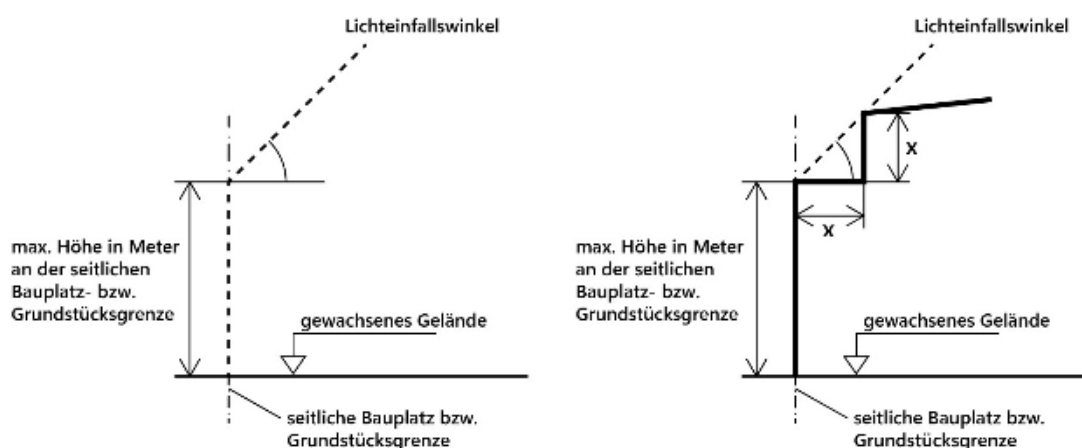 Lichteinfallswinkel
max. Höhe in Meter
an der seitlichen
Bauplatz- bzw.
Grundstücksgrenze
gewachsenes Gelände
seitliche Bauplatz bzw.
Grundstücksgrenze
Lichteinfallswinkel
x
x
max. Höhe in Meter
an der seitlichen
Bauplatz- bzw.
Grundstücksgrenze
gewachsenes Gelände
seitliche Bauplatz bzw.
Grundstücksgrenze